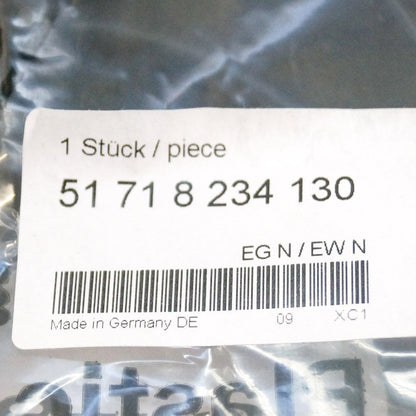 1 Stück / piece
51 71 8 234 130
EG N / EW N
Made in Germany DE 09 XC1